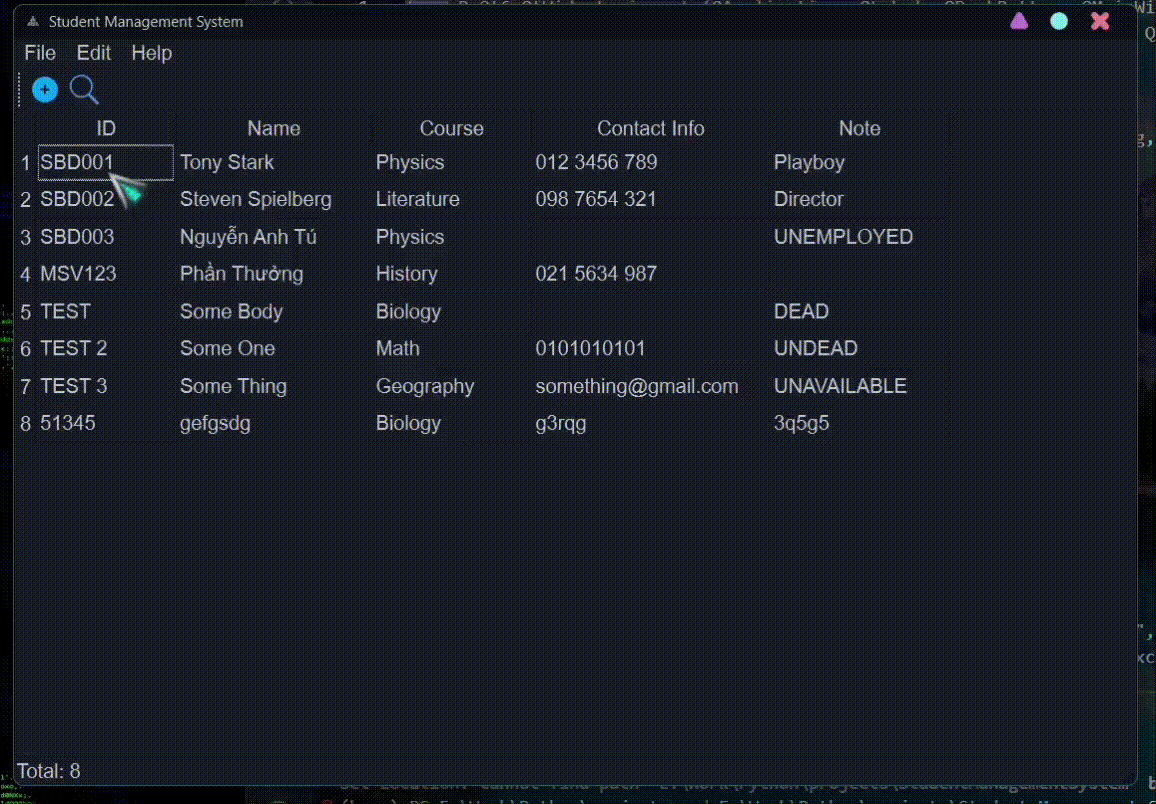 Student Management System
File Edit Help
ID Name Course Contact Info Note
1 SBD001 Tony Stark Physics 012 3456 789 Playboy
2 SBD002 Steven Spielberg Literature 098 7654 321 Director
3 SBD003 Nguyễn Anh Tú Physics UNEMPLOYED
4 MSV123 Phần Thưởng History 021 5634 987
5 TEST Some Body Biology DEAD
6 TEST 2 Some One Math 0101010101 UNDEAD
7 TEST 3 Some Thing Geography something@gmail.com UNAVAILABLE
8 51345 gefgsdg Biology g3rqg 3q5g5
Total: 8